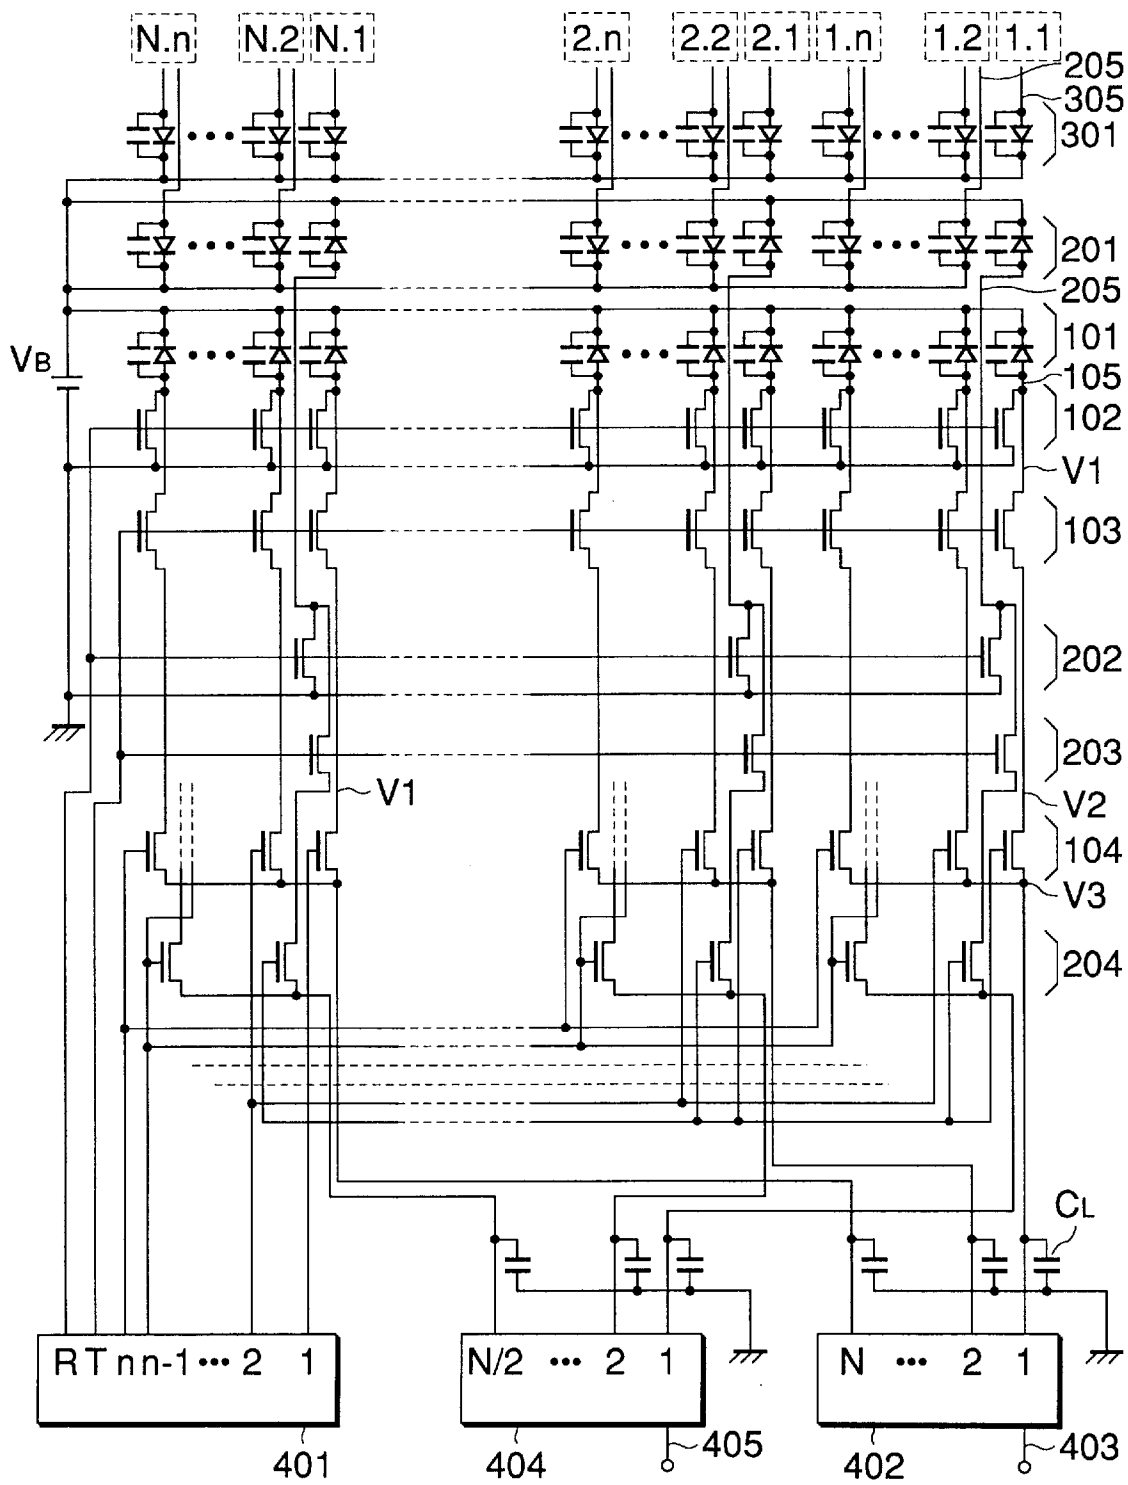 N.n N.2 N.1 2.n 2.2 2.1 1.n 1.2 1.1
205
305
301
201
205
101
VB
105
102
V1
103
202
203
V1
V2
104
V3
204
CL
R T n n-1 ••• 2 1
N/2 ••• 2 1
N ••• 2 1
401
404
405
402
403